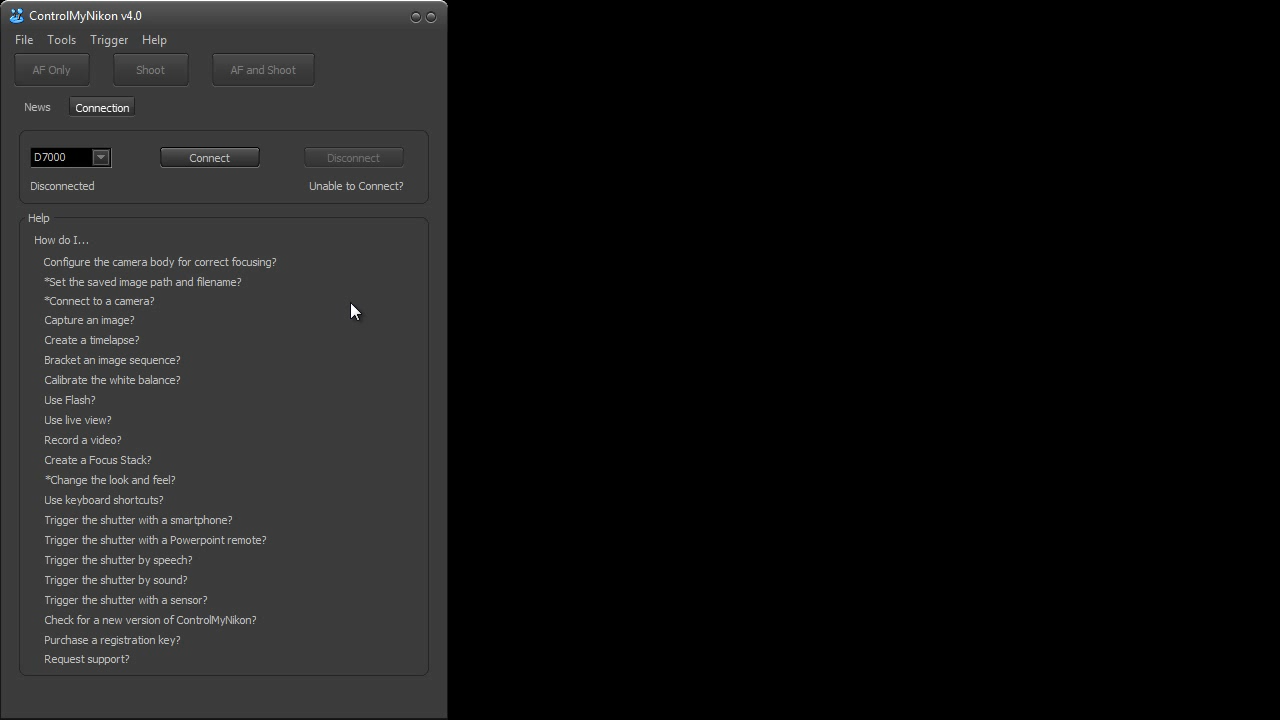 ControlMyNikon v4.0
File Tools Trigger Help
AF Only Shoot AF and Shoot
News Connection
D7000 Connect Disconnect
Disconnected Unable to Connect?
Help
How do I...
Configure the camera body for correct focusing?
*Set the saved image path and filename?
*Connect to a camera?
Capture an image?
Create a timelapse?
Bracket an image sequence?
Calibrate the white balance?
Use Flash?
Use live view?
Record a video?
Create a Focus Stack?
*Change the look and feel?
Use keyboard shortcuts?
Trigger the shutter with a smartphone?
Trigger the shutter with a Powerpoint remote?
Trigger the shutter by speech?
Trigger the shutter by sound?
Trigger the shutter with a sensor?
Check for a new version of ControlMyNikon?
Purchase a registration key?
Request support?